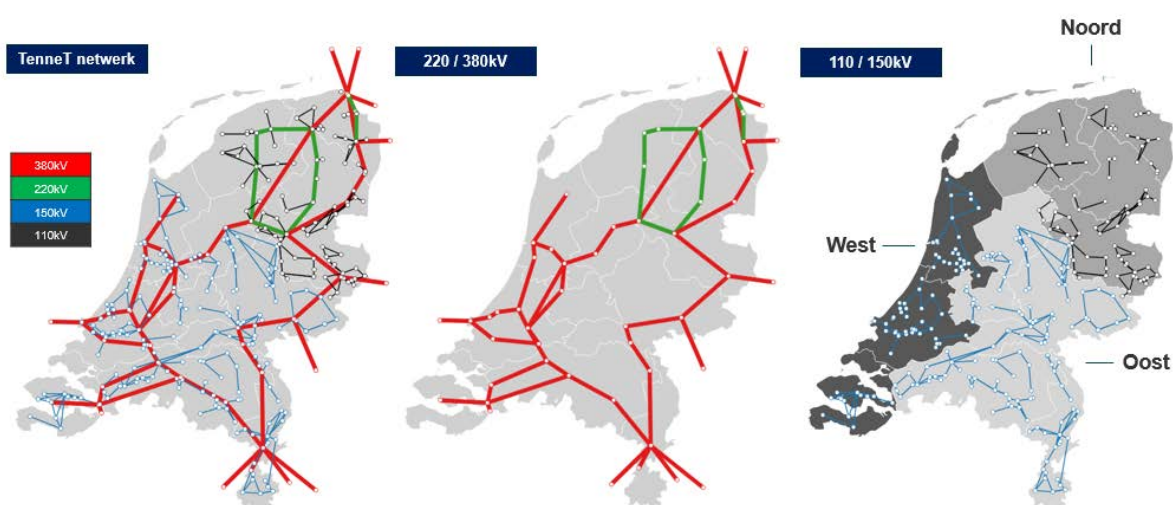 TenneT netwerk
380kV
220kV
150kV
110kV
220 / 380kV
110 / 150kV
Noord
West
Oost